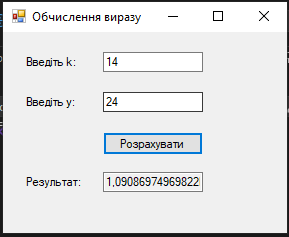 Обчислення виразу
Введіть k: 14
Введіть y: 24
Розрахувати
Результат: 1,09086974969822